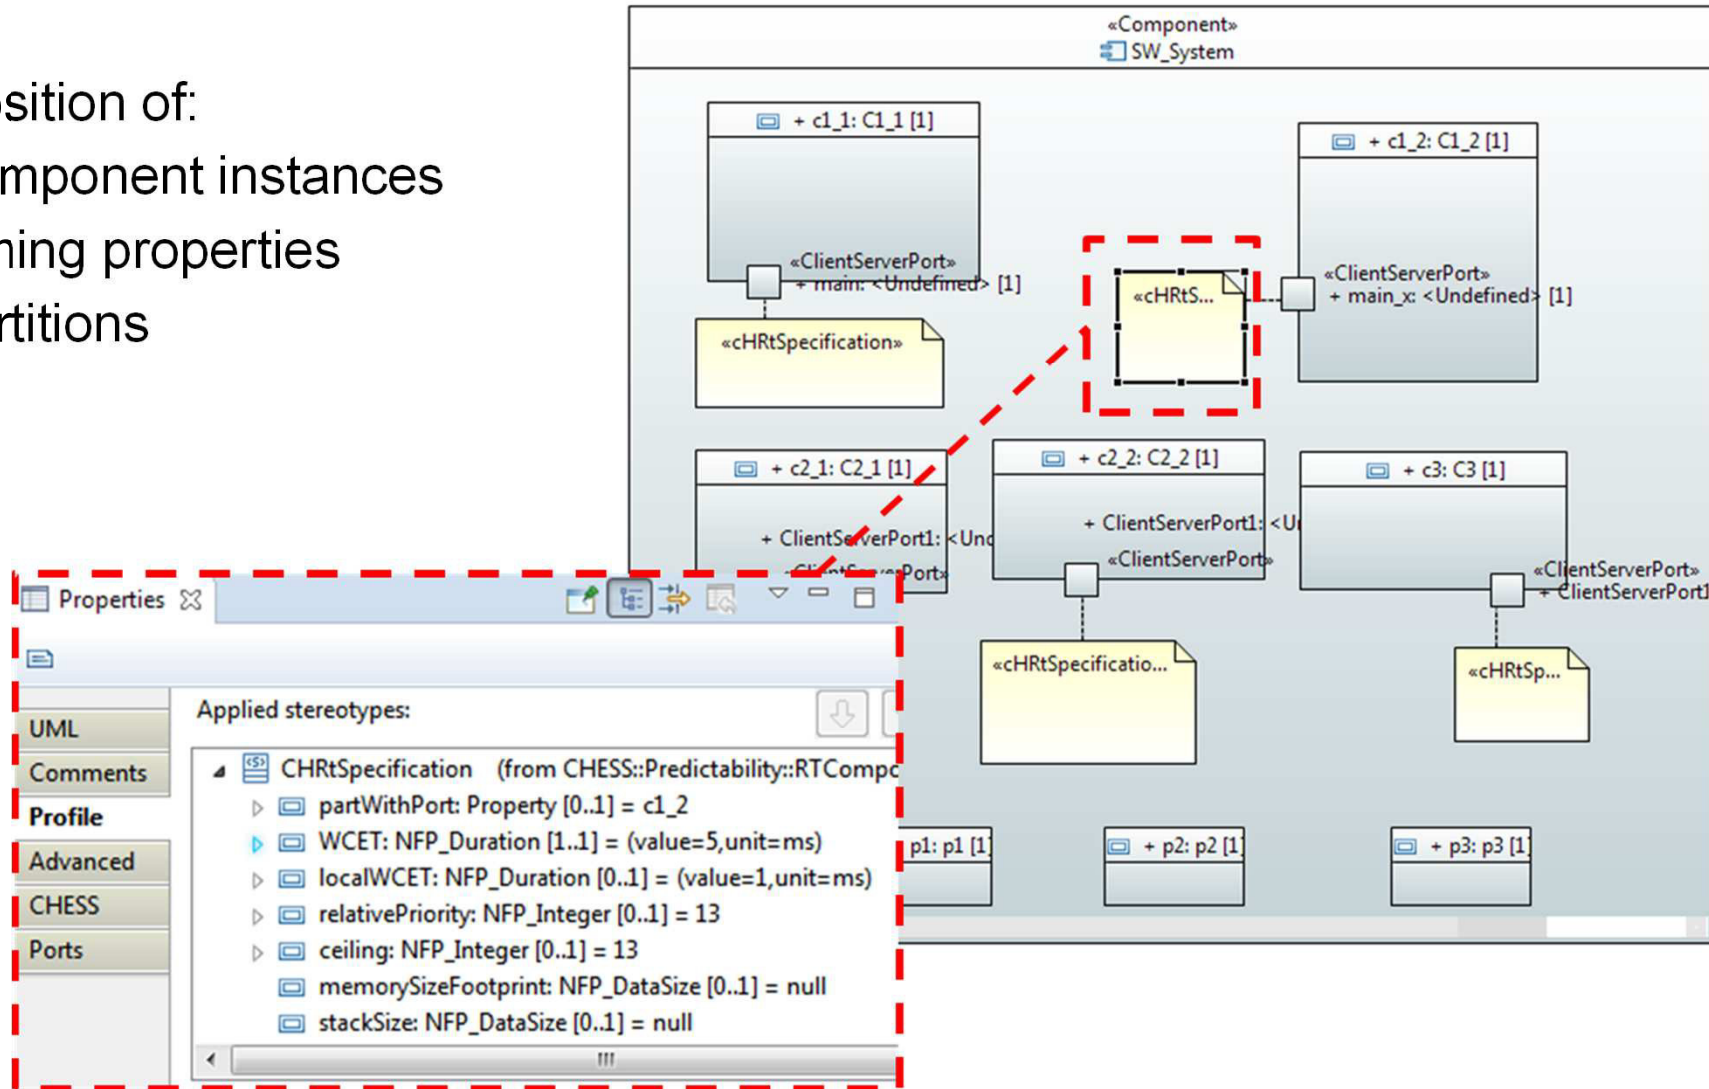 osition of:
mponent instances
ning properties
rtitions
«Component»
SW_System
+ c1_1: C1_1 [1]
«ClientServerPort»
+ main: <Undefined> [1]
«cHRtSpecification»
+ c1_2: C1_2 [1]
«cHRtS...
«ClientServerPort»
+ main_x: <Undefined> [1]
+ c2_1: C2_1 [1]
+ ClientServerPort1: <Und
«ClientServerPort»
+ c2_2: C2_2 [1]
+ ClientServerPort1: <Un
«ClientServerPort»
«cHRtSpecificatio...
+ c3: C3 [1]
«ClientServerPort»
+ ClientServerPort1
«cHRtSp...
p1: p1 [1]
+ p2: p2 [1]
+ p3: p3 [1]
Properties
UML
Comments
Profile
Advanced
CHESS
Ports
Applied stereotypes:
CHRtSpecification (from CHESS::Predictability::RTCompo
partWithPort: Property [0..1] = c1_2
WCET: NFP_Duration [1..1] = (value=5,unit=ms)
localWCET: NFP_Duration [0..1] = (value=1,unit=ms)
relativePriority: NFP_Integer [0..1] = 13
ceiling: NFP_Integer [0..1] = 13
memorySizeFootprint: NFP_DataSize [0..1] = null
stackSize: NFP_DataSize [0..1] = null